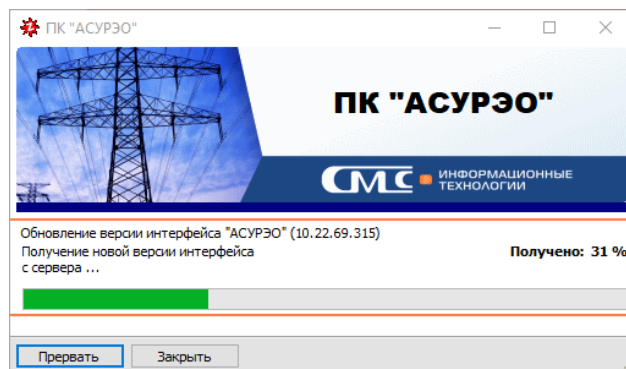 ПК "АСУРЭО"
ПК "АСУРЭО"
СМС ИНФОРМАЦИОННЫЕ
ТЕХНОЛОГИИ
Обновление версии интерфейса "АСУРЭО" (10.22.69.315)
Получение новой версии интерфейса
с сервера ...
Получено: 31 %
Прервать Закрыть